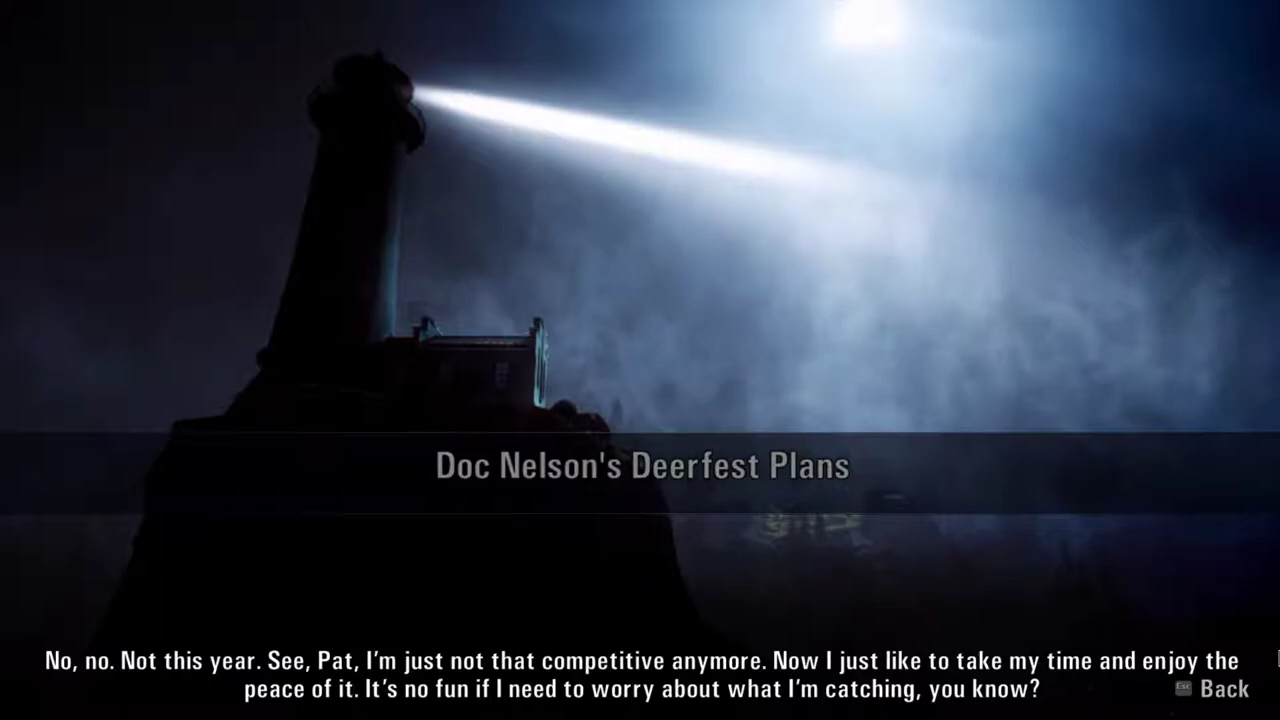 Doc Nelson's Deerfest Plans
No, no. Not this year. See, Pat, I’m just not that competitive anymore. Now I just like to take my time and enjoy the
peace of it. It’s no fun if I need to worry about what I’m catching, you know?
Esc Back